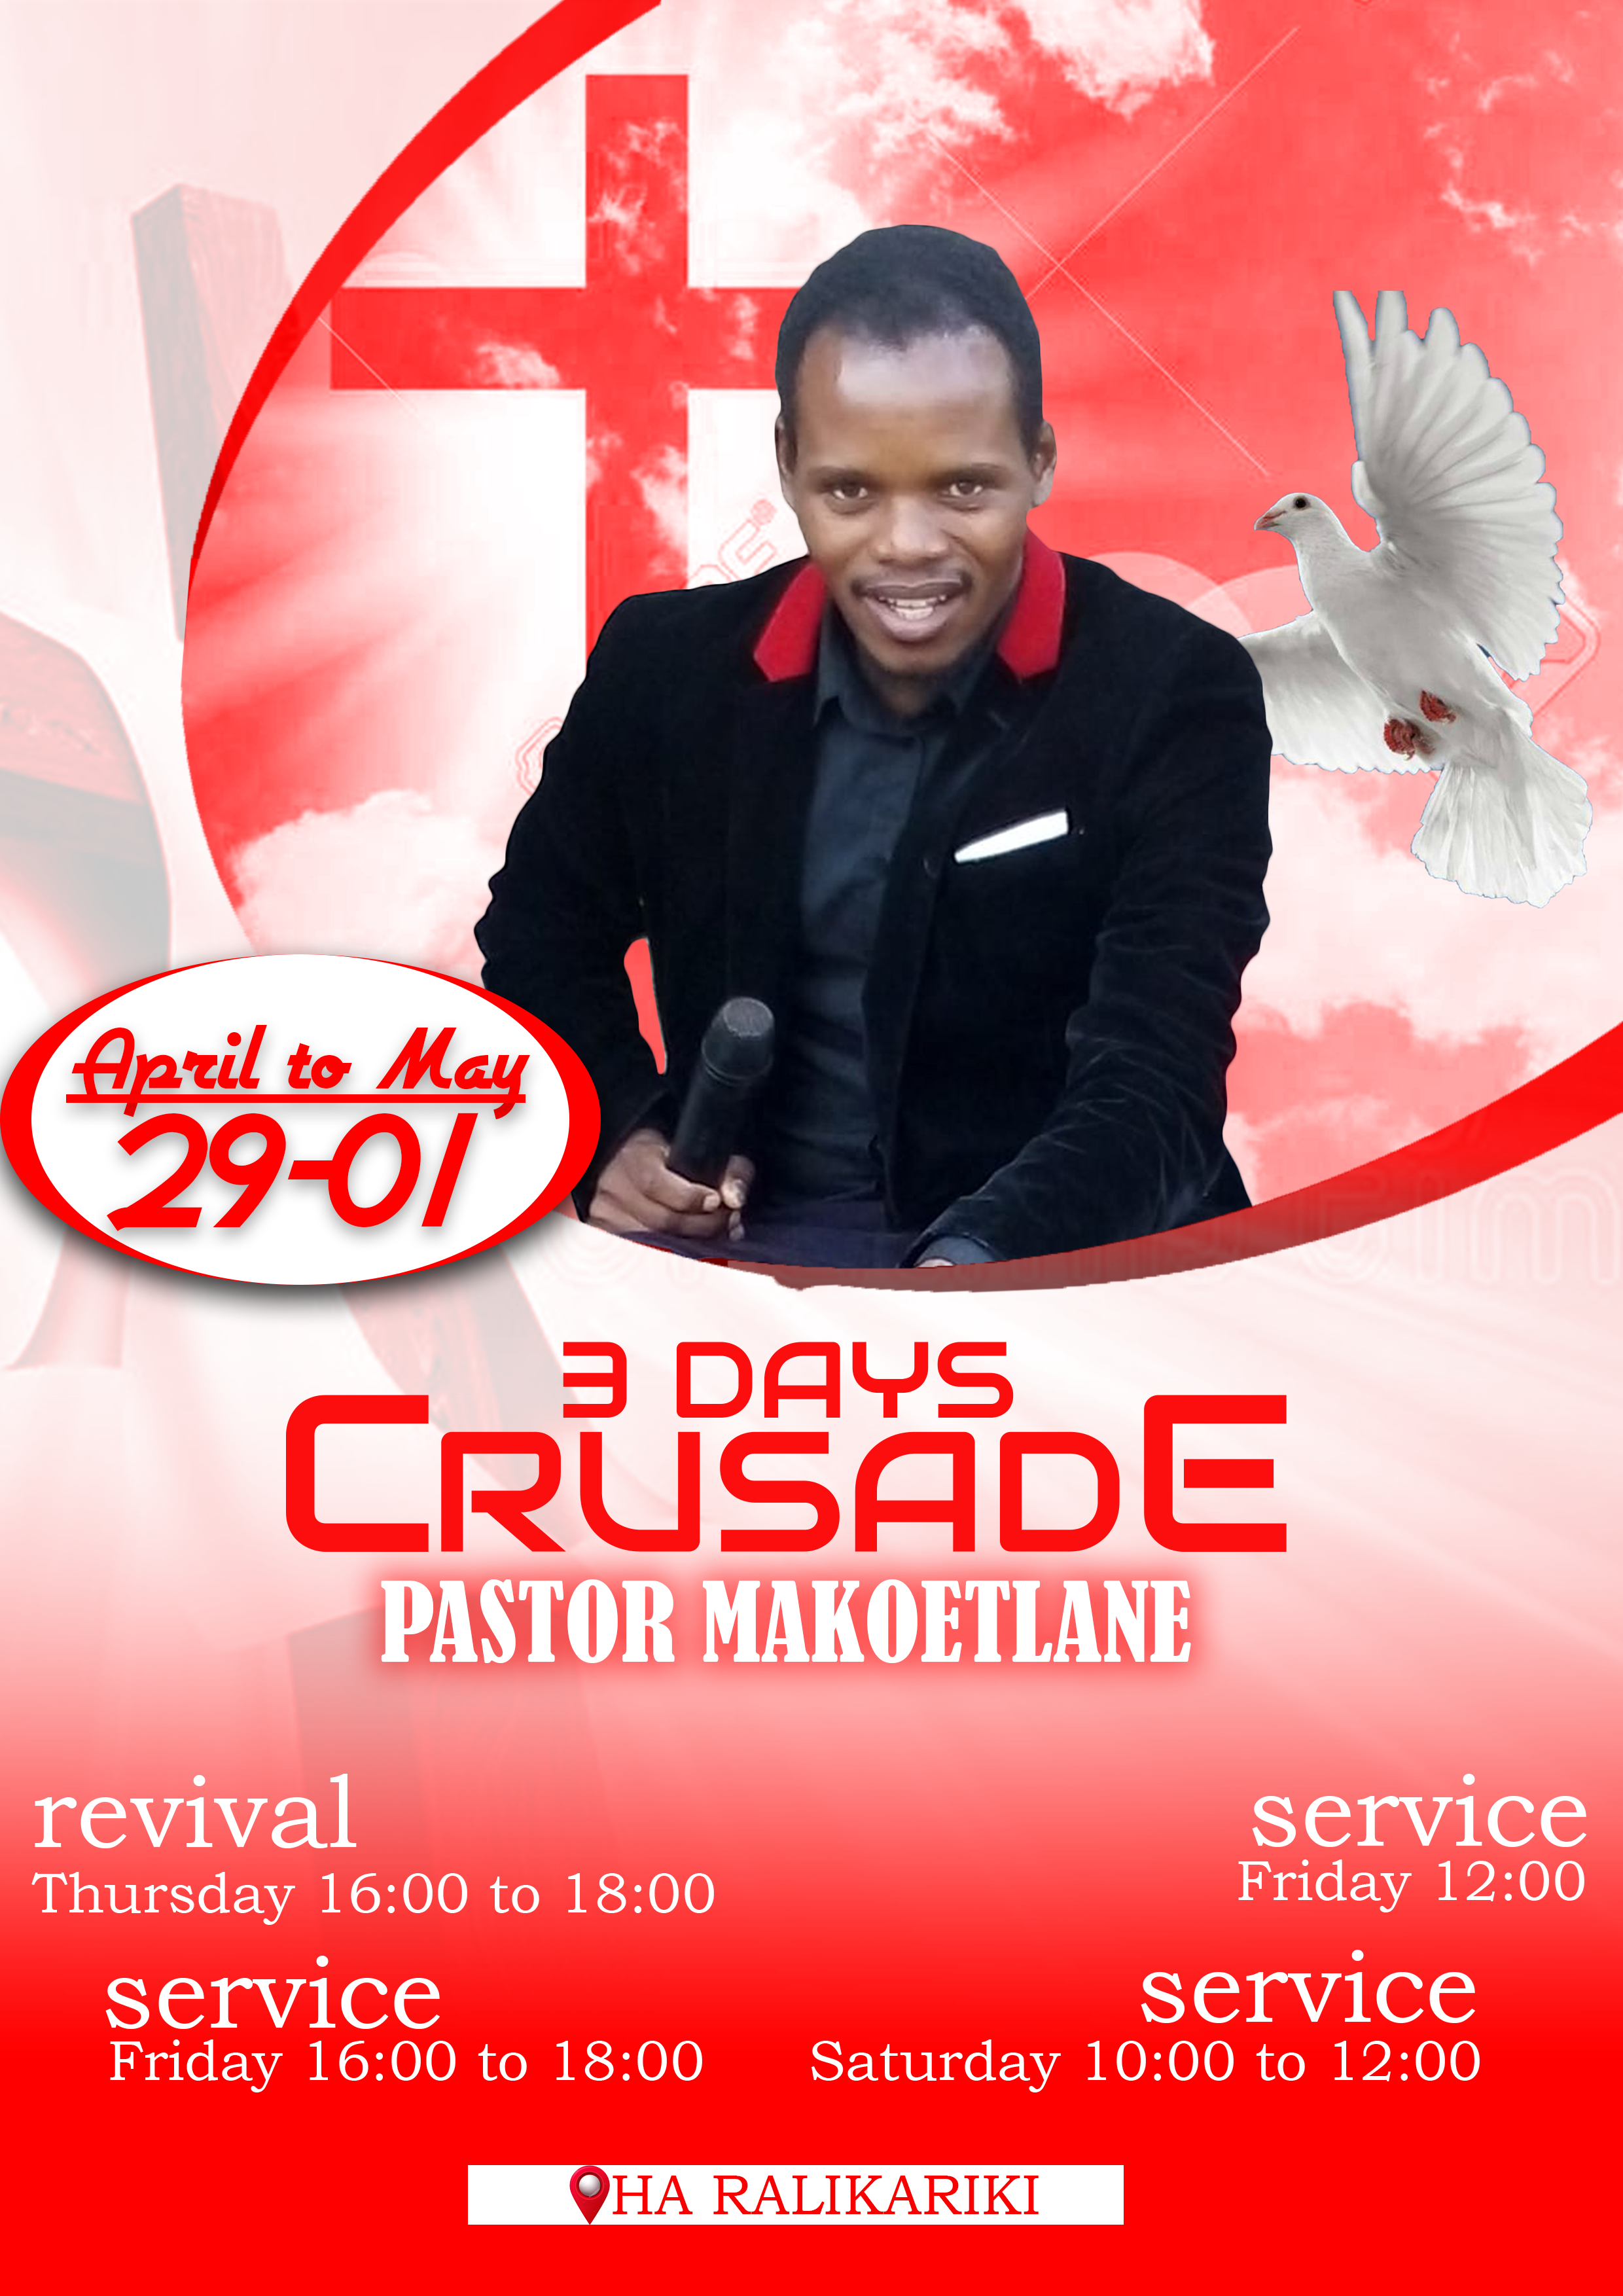 April to May
29-01
3 DAYS
CRUSADE
PASTOR MAKOETLANE
revival
Thursday 16:00 to 18:00
service
Friday 12:00
service
Friday 16:00 to 18:00
service
Saturday 10:00 to 12:00
HA RALIKARIKI